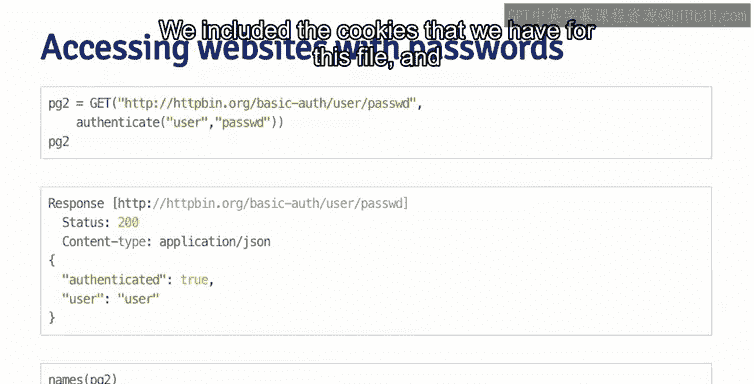 We included the cookies that we have for
this file, and
Accessing websites with passwords
pg2 = GET("http://httpbin.org/basic-auth/user/passwd",
authenticate("user","passwd"))
pg2
Response [http://httpbin.org/basic-auth/user/passwd]
Status: 200
Content-type: application/json
{
"authenticated": true,
"user": "user"
}
names(pg2)